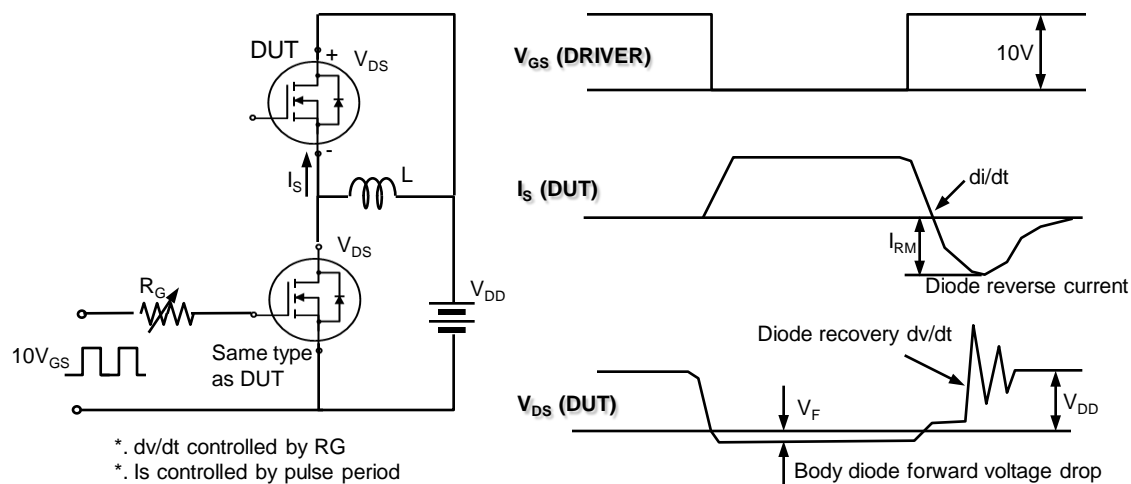 DUT
+
V_DS
-
I_S
L
V_DS
R_G
V_DD
10V_GS
Same type
as DUT
*. dv/dt controlled by RG
*. Is controlled by pulse period
V_GS (DRIVER)
10V
I_S (DUT)
di/dt
I_RM
Diode reverse current
Diode recovery dv/dt
V_DS (DUT)
V_F
V_DD
Body diode forward voltage drop